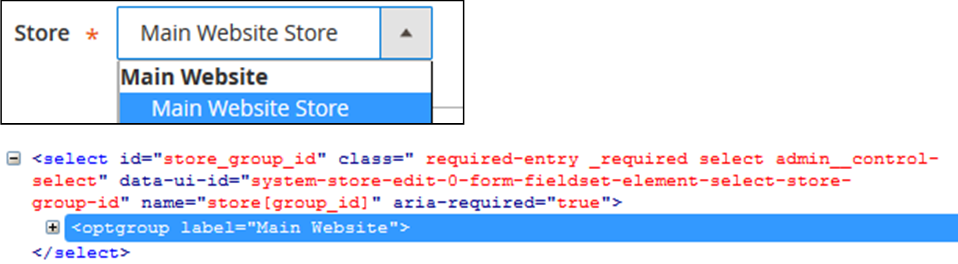 Store * Main Website Store
Main Website
Main Website Store
<select id="store_group_id" class=" required-entry _required select admin__control-
select" data-ui-id="system-store-edit-0-form-fieldset-element-select-store-
group-id" name="store[group_id]" aria-required="true">
<optgroup label="Main Website">
</select>